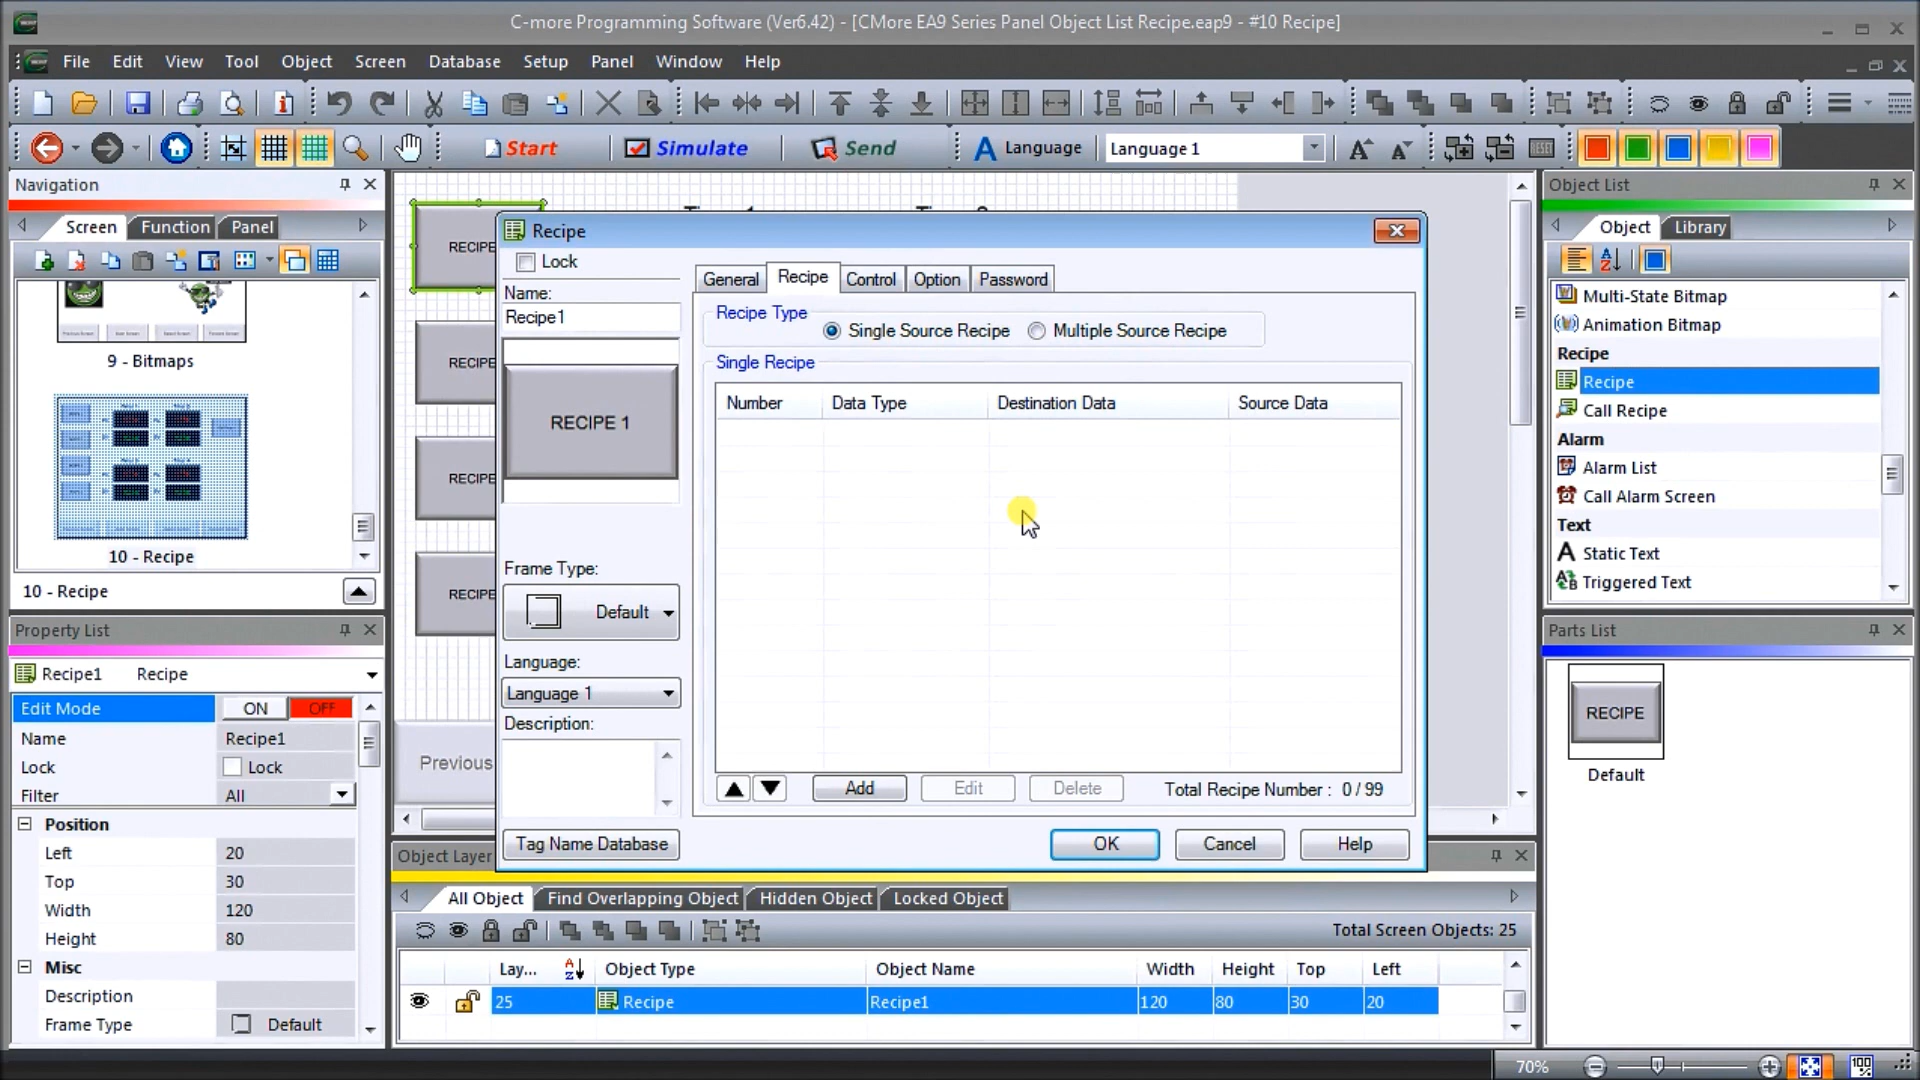 C-more Programming Software (Ver6.42) - [CMore EA9 Series Panel Object List Recipe.eap9 - #10 Recipe]
File Edit View Tool Object Screen Database Setup Panel Window Help
Start Simulate Send Language Language 1
Navigation
Screen Function Panel
9 - Bitmaps
10 - Recipe
10 - Recipe
Property List
Recipe1 Recipe
Edit Mode ON OFF
Name Recipe1
Lock Lock
Filter All
Position
Left 20
Top 30
Width 120
Height 80
Misc
Description
Frame Type Default
RECIPE
RECIPE
RECIPE
RECIPE
Previous
Recipe
Lock
Name:
Recipe1
RECIPE 1
Frame Type:
Default
Language:
Language 1
Description:
Tag Name Database
General Recipe Control Option Password
Recipe Type
Single Source Recipe Multiple Source Recipe
Single Recipe
Number Data Type Destination Data Source Data
Add Edit Delete Total Recipe Number : 0 / 99
OK Cancel Help
Object Layer
All Object Find Overlapping Object Hidden Object Locked Object
Total Screen Objects: 25
Lay... Object Type Object Name Width Height Top Left
25 Recipe Recipe1 120 80 30 20
Object List
Object Library
Multi-State Bitmap
Animation Bitmap
Recipe
Recipe
Call Recipe
Alarm
Alarm List
Call Alarm Screen
Text
Static Text
Triggered Text
Parts List
RECIPE
Default
70%